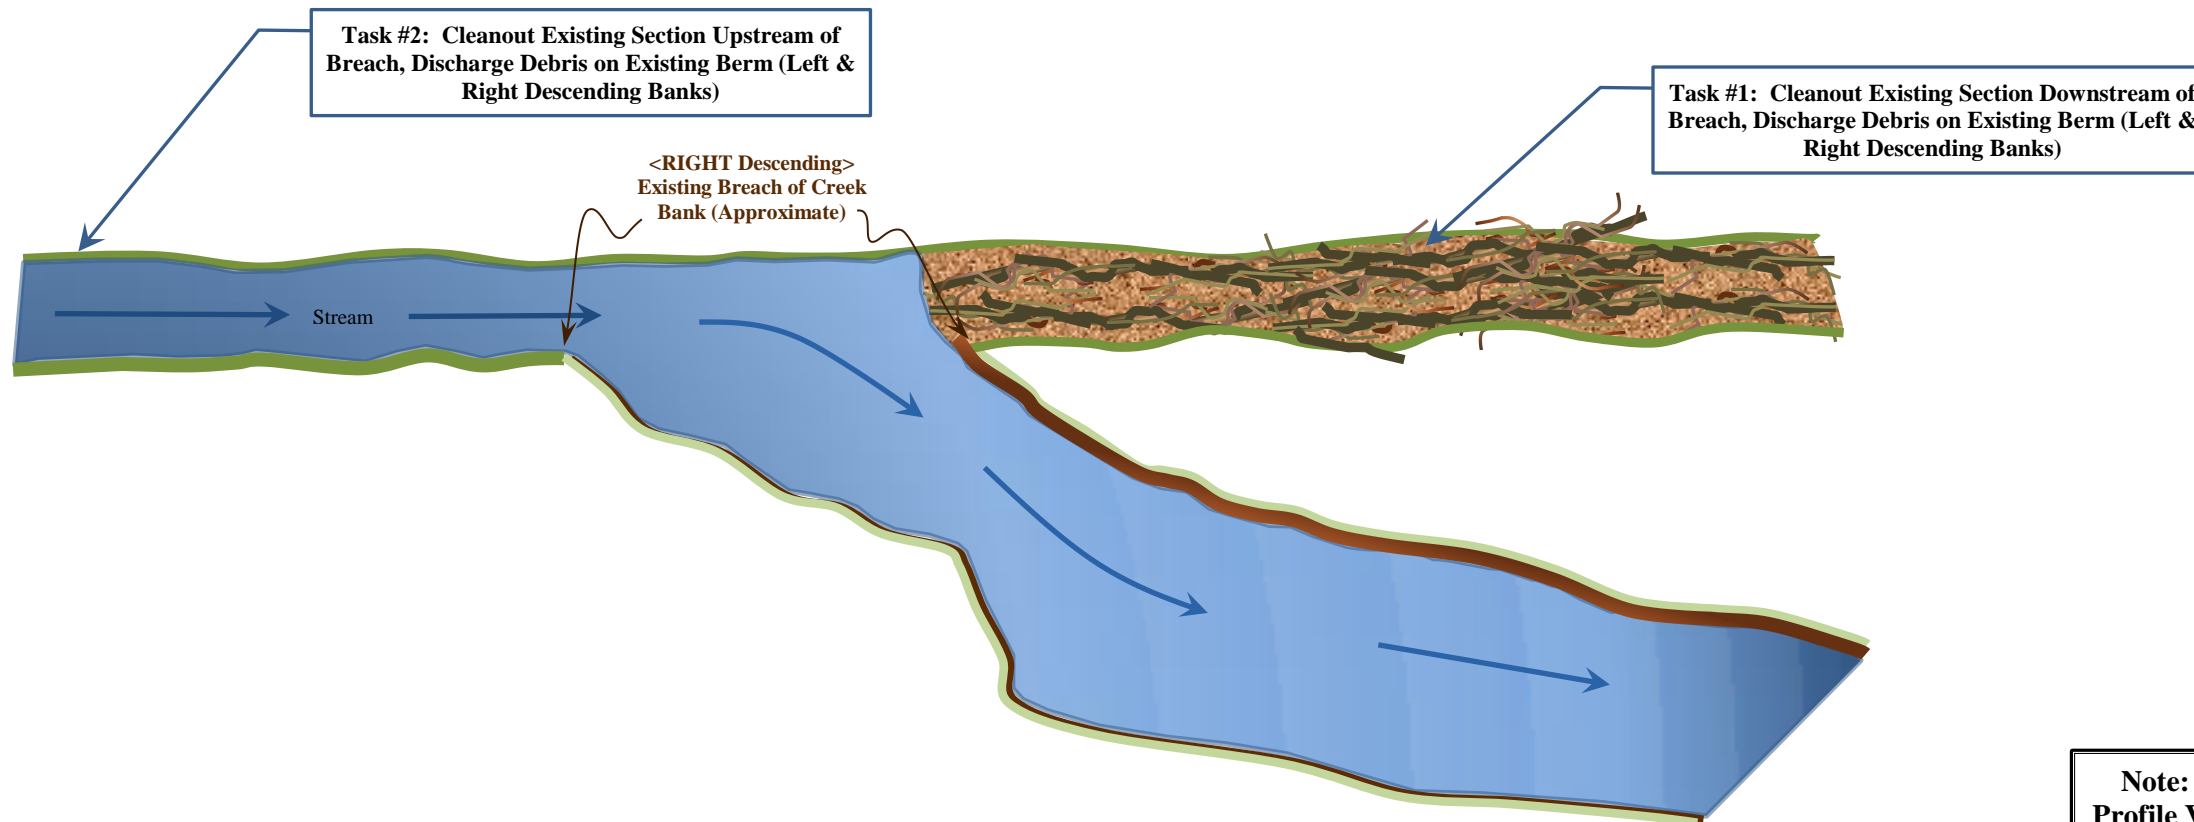 Task #2:  Cleanout Existing Section Upstream of
Breach, Discharge Debris on Existing Berm (Left &
Right Descending Banks)
Task #1:  Cleanout Existing Section Downstream of
Breach, Discharge Debris on Existing Berm (Left &
Right Descending Banks)
<RIGHT Descending>
Existing Breach of Creek
Bank (Approximate)
Stream
Note:
Profile